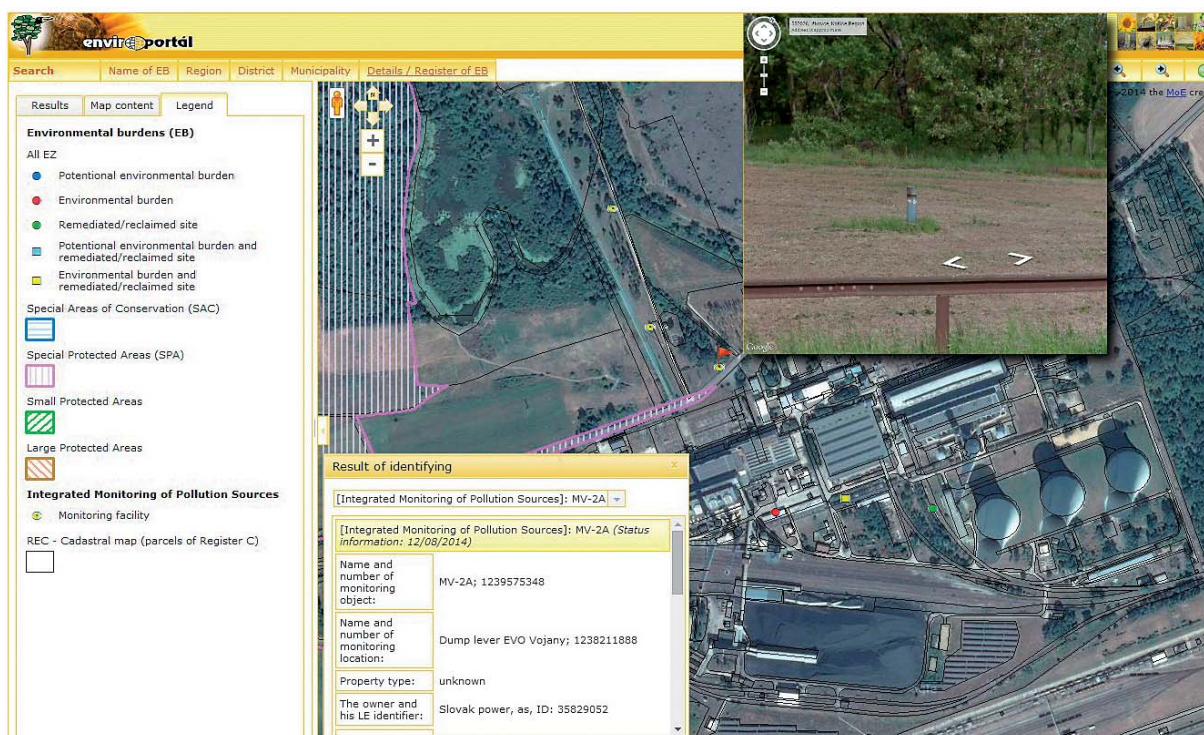 enviroportál
Search
Name of EB
Region
District
Municipality
Details / Register of EB
2014 the MoE cre
Results
Map content
Legend
Environmental burdens (EB)
All EZ
Potentional environmental burden
Environmental burden
Remediated/reclaimed site
Potentional environmental burden and
remediated/reclaimed site
Environmental burden and
remediated/reclaimed site
Special Areas of Conservation (SAC)
Special Protected Areas (SPA)
Small Protected Areas
Large Protected Areas
Integrated Monitoring of Pollution Sources
Monitoring facility
REC - Cadastral map (parcels of Register C)
Google
Result of identifying
x
[Integrated Monitoring of Pollution Sources]: MV-2A
[Integrated Monitoring of Pollution Sources]: MV-2A (Status
information: 12/08/2014)
Name and
number of
monitoring
object:
MV-2A; 1239575348
Name and
number of
monitoring
location:
Dump lever EVO Vojany; 1238211888
Property type:
unknown
The owner and
his LE identifier:
Slovak power, as, ID: 35829052